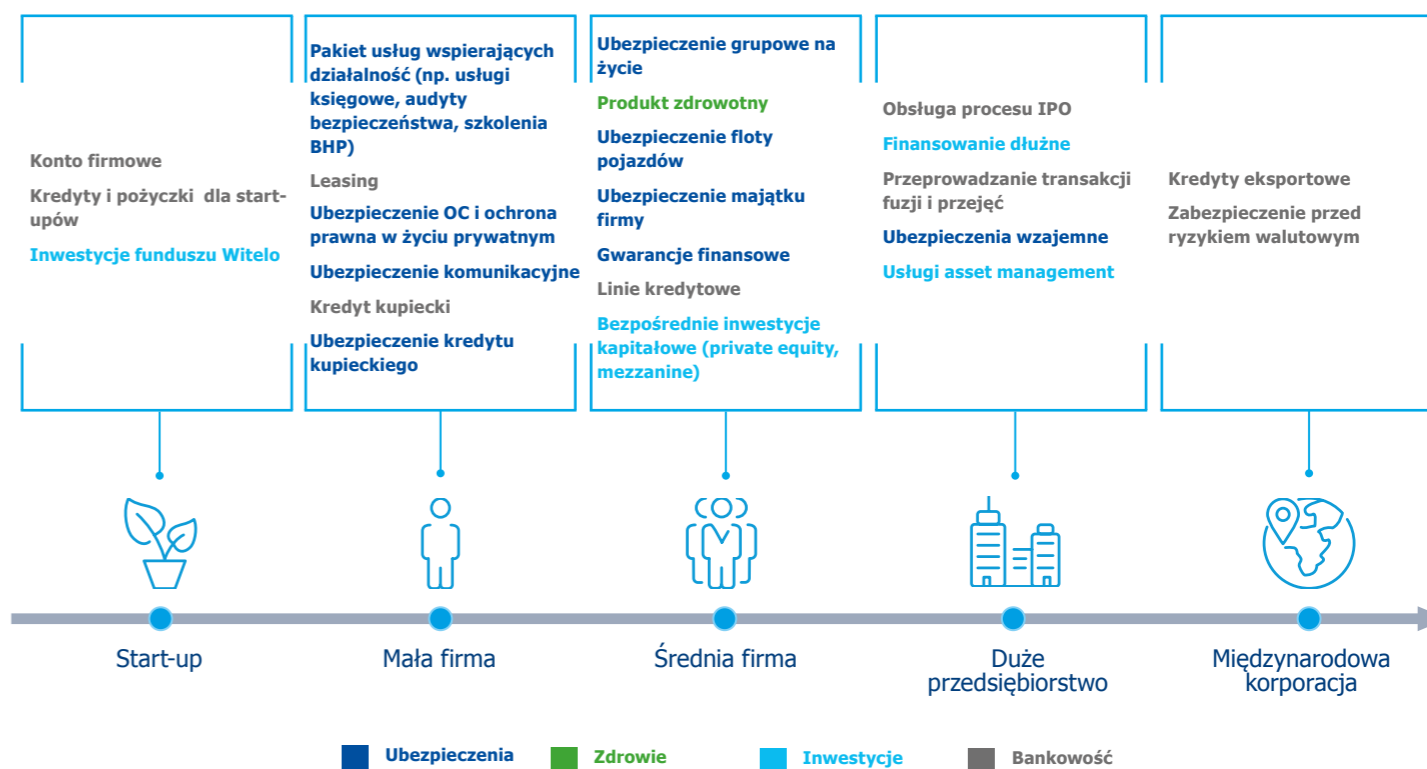 Konto firmowe
Kredyty i pożyczki  dla start-
upów
Inwestycje funduszu Witelo
Pakiet usług wspierających
działalność (np. usługi
księgowe, audyty
bezpieczeństwa, szkolenia
BHP)
Leasing
Ubezpieczenie OC i ochrona
prawna w życiu prywatnym
Ubezpieczenie komunikacyjne
Kredyt kupiecki
Ubezpieczenie kredytu
kupieckiego
Ubezpieczenie grupowe na
życie
Produkt zdrowotny
Ubezpieczenie floty
pojazdów
Ubezpieczenie majątku
firmy
Gwarancje finansowe
Linie kredytowe
Bezpośrednie inwestycje
kapitałowe (private equity,
mezzanine)
Obsługa procesu IPO
Finansowanie dłużne
Przeprowadzanie transakcji
fuzji i przejęć
Ubezpieczenia wzajemne
Usługi asset management
Kredyty eksportowe
Zabezpieczenie przed
ryzykiem walutowym
Start-up
Mała firma
Średnia firma
Duże
przedsiębiorstwo
Międzynarodowa
korporacja
Ubezpieczenia
Zdrowie
Inwestycje
Bankowość